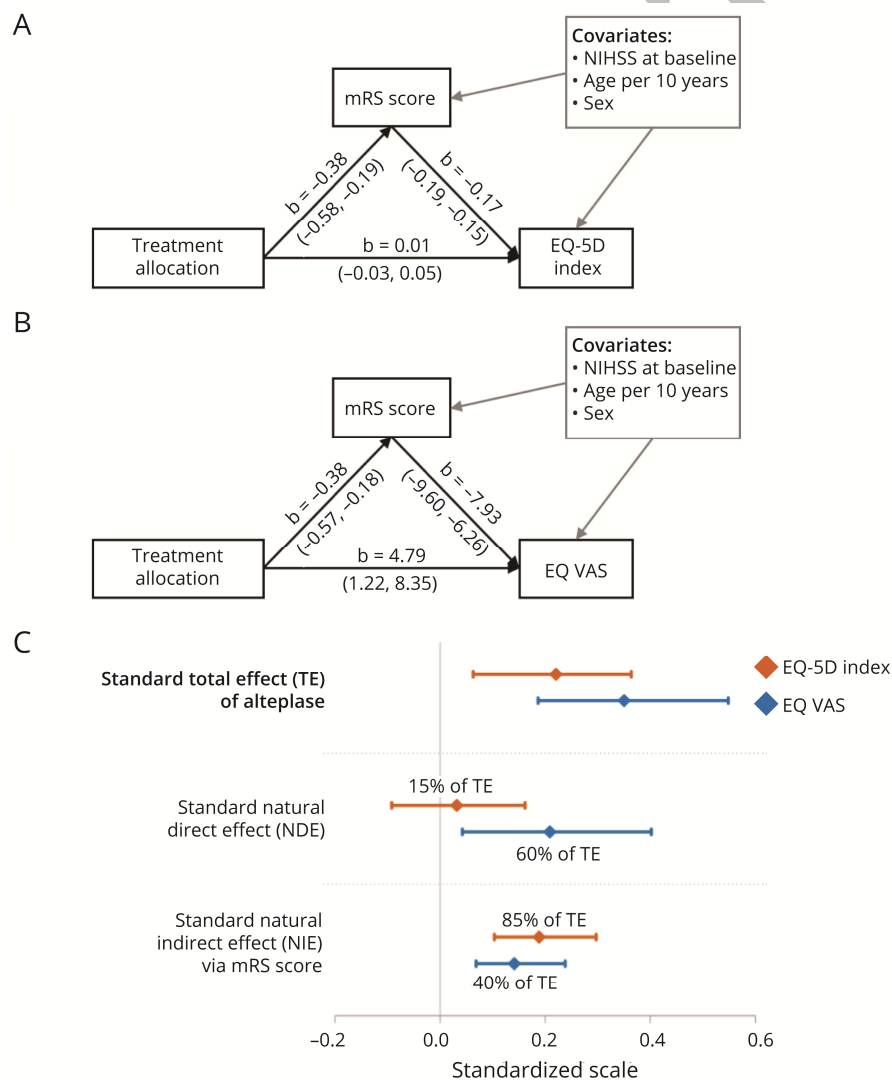 A
Covariates:
• NIHSS at baseline
• Age per 10 years
• Sex
mRS score
b = –0.38
(–0.58, –0.19)
b = –0.17
(–0.19, –0.15)
Treatment
allocation
b = 0.01
(–0.03, 0.05)
EQ-5D
index
B
Covariates:
• NIHSS at baseline
• Age per 10 years
• Sex
mRS score
b = –0.38
(–0.57, –0.18)
b = –7.93
(–9.60, –6.26)
Treatment
allocation
b = 4.79
(1.22, 8.35)
EQ VAS
C
Standard total effect (TE)
of alteplase
EQ-5D index
EQ VAS
15% of TE
Standard natural
direct effect (NDE)
60% of TE
Standard natural
indirect effect (NIE)
via mRS score
85% of TE
40% of TE
–0.2 0.0 0.2 0.4 0.6
Standardized scale